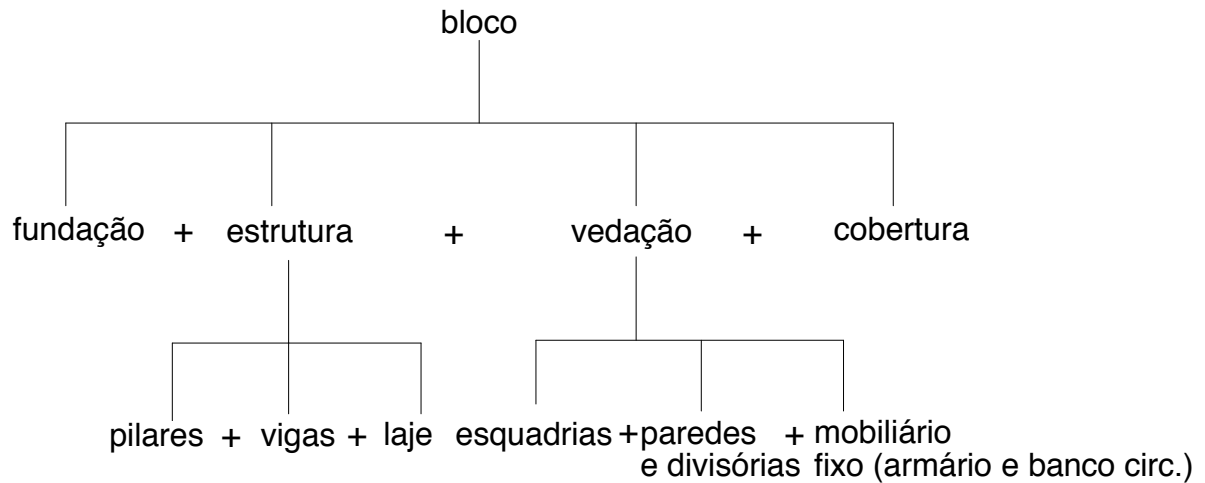 bloco
fundação + estrutura + vedação + cobertura
pilares + vigas + laje esquadrias + paredes + mobiliário
e divisórias fixo (armário e banco circ.)